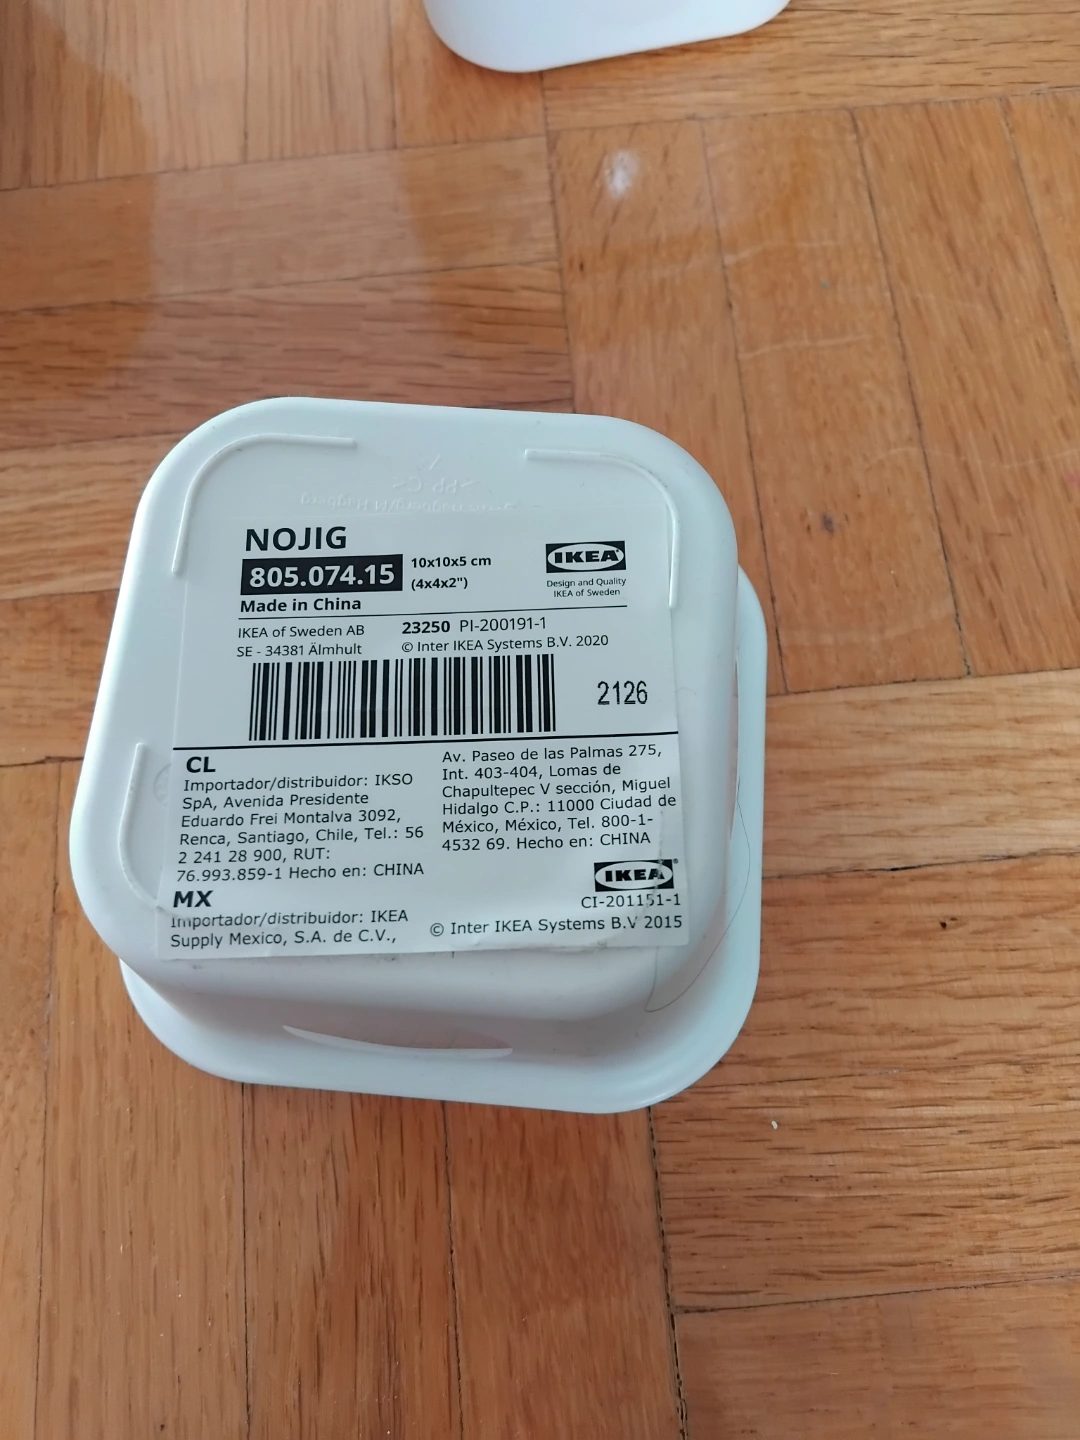 NOJIG
805.074.15
10x10x5 cm
(4x4x2")
IKEA
Design and Quality
IKEA of Sweden
Made in China
IKEA of Sweden AB
SE - 34381 Älmhult
23250 PI-200191-1
© Inter IKEA Systems B.V. 2020
2126
CL
Importador/distribuidor: IKSO
SpA, Avenida Presidente
Eduardo Frei Montalva 3092,
Renca, Santiago, Chile, Tel.: 56
2 241 28 900, RUT:
76.993.859-1 Hecho en: CHINA
MX
Importador/distribuidor: IKEA
Supply Mexico, S.A. de C.V.,
Av. Paseo de las Palmas 275,
Int. 403-404, Lomas de
Chapultepec V sección, Miguel
Hidalgo C.P.: 11000 Ciudad de
México, México, Tel. 800-1-
4532 69. Hecho en: CHINA
IKEA®
CI-201151-1
© Inter IKEA Systems B.V 2015